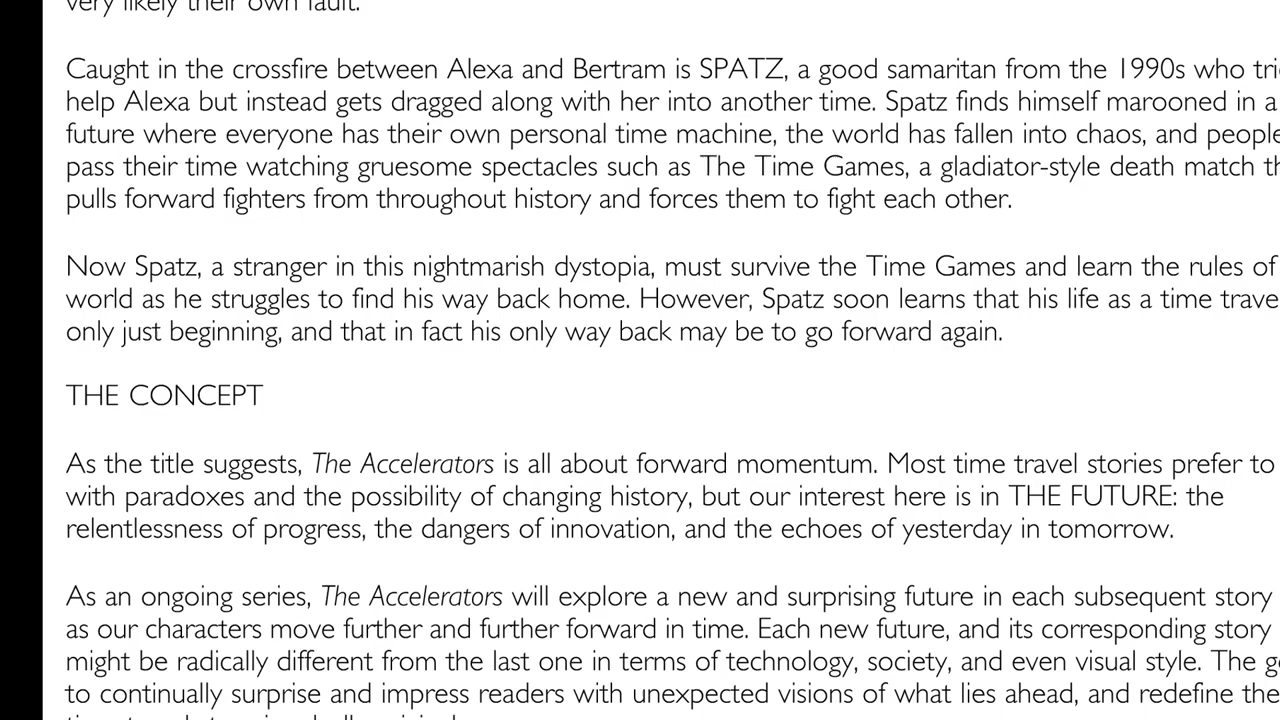 very likely their own fault.
Caught in the crossfire between Alexa and Bertram is SPATZ, a good samaritan from the 1990s who
help Alexa but instead gets dragged along with her into another time. Spatz finds himself marooned in a
future where everyone has their own personal time machine, the world has fallen into chaos, and people
pass their time watching gruesome spectacles such as The Time Games, a gladiator-style death match
pulls forward fighters from throughout history and forces them to fight each other.
Now Spatz, a stranger in this nightmarish dystopia, must survive the Time Games and learn the rules of
world as he struggles to find his way back home. However, Spatz soon learns that his life as a time
only just beginning, and that in fact his only way back may be to go forward again.
THE CONCEPT
As the title suggests, The Accelerators is all about forward momentum. Most time travel stories prefer to
with paradoxes and the possibility of changing history, but our interest here is in THE FUTURE: the
relentlessness of progress, the dangers of innovation, and the echoes of yesterday in tomorrow.
As an ongoing series, The Accelerators will explore a new and surprising future in each subsequent story
as our characters move further and further forward in time. Each new future, and its corresponding story
might be radically different from the last one in terms of technology, society, and even visual style. The
to continually surprise and impress readers with unexpected visions of what lies ahead, and redefine the